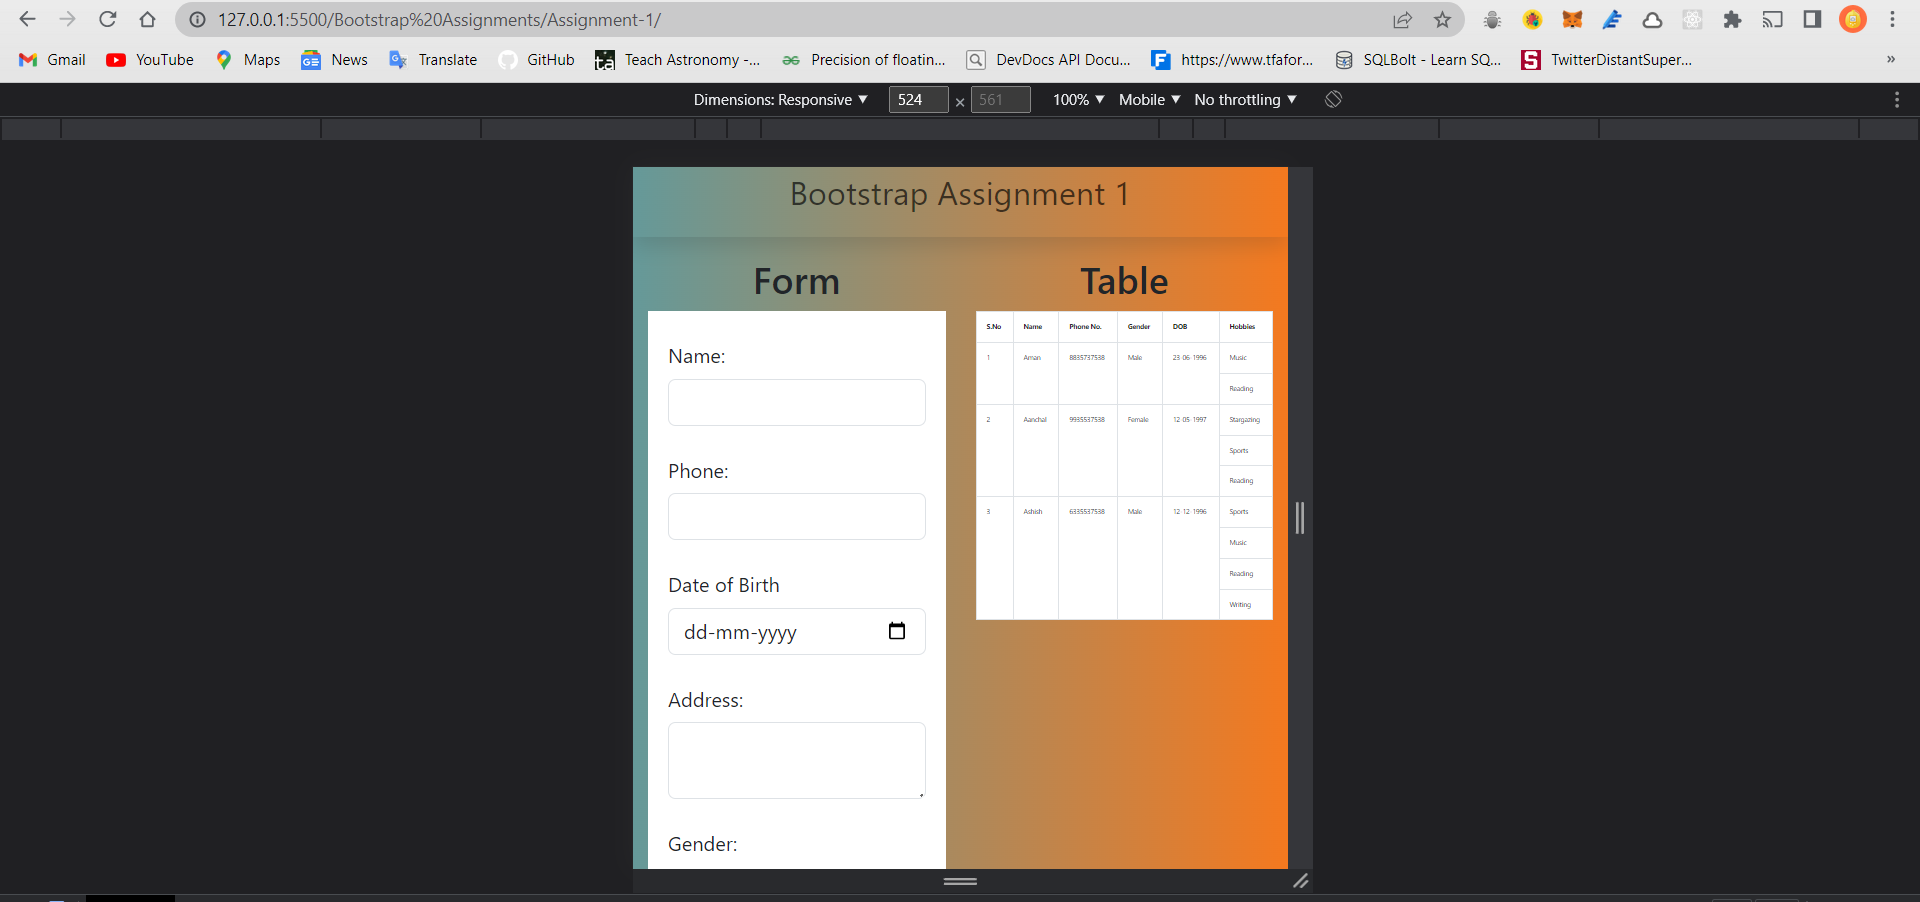 127.0.0.1:5500/Bootstrap%20Assignments/Assignment-1/
Gmail YouTube Maps News Translate GitHub Teach Astronomy -... Precision of floatin... DevDocs API Docu... https://www.tfafor... SQLBolt - Learn SQ... TwitterDistantSuper... »
Dimensions: Responsive ▼ 524 × 561 100% ▼ Mobile ▼ No throttling ▼
Bootstrap Assignment 1
Form
Name:
Phone:
Date of Birth
dd-mm-yyyy
Address:
Gender:
Table
S.No Name Phone No. Gender DOB Hobbies
1 Aman 8835737538 Male 23-06-1996 Music
Reading
2 Aanchal 9935537538 Female 12-05-1997 Stargazing
Sports
Reading
3 Ashish 6335537538 Male 12-12-1996 Sports
Music
Reading
Writing